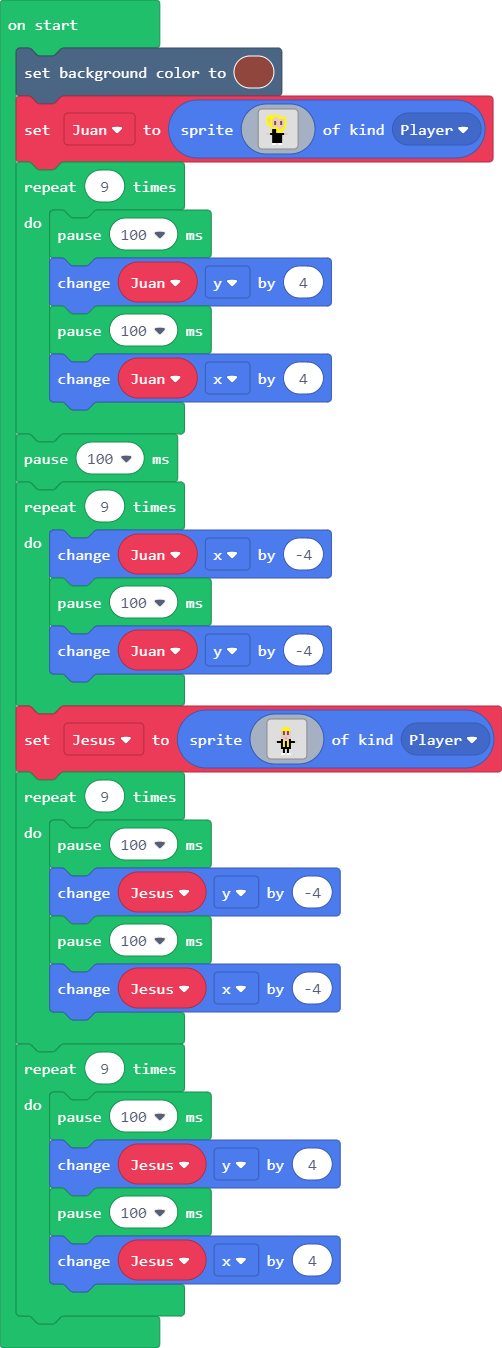 on start
set background color to
set Juan to sprite of kind Player
repeat 9 times
do
pause 100 ms
change Juan y by 4
pause 100 ms
change Juan x by 4
pause 100 ms
repeat 9 times
do
change Juan x by -4
pause 100 ms
change Juan y by -4
set Jesus to sprite of kind Player
repeat 9 times
do
pause 100 ms
change Jesus y by -4
pause 100 ms
change Jesus x by -4
repeat 9 times
do
pause 100 ms
change Jesus y by 4
pause 100 ms
change Jesus x by 4